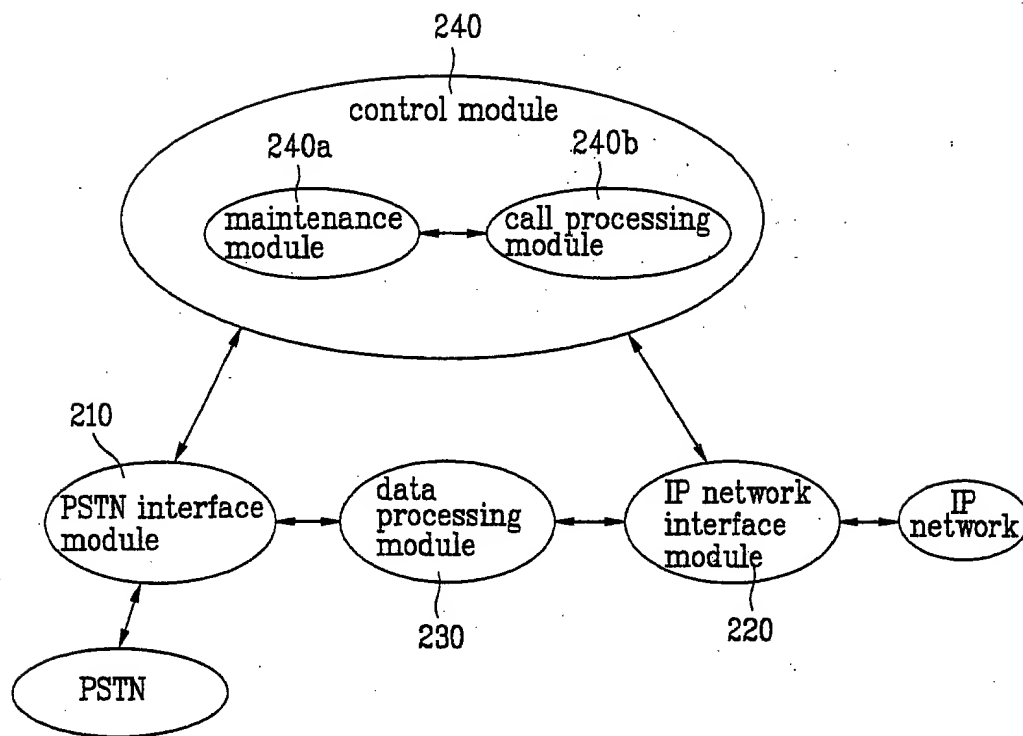 240
control module
240a
240b
maintenance
module
call processing
module
210
PSTN interface
module
data
processing
module
IP network
interface
module
IP
network
230
220
PSTN